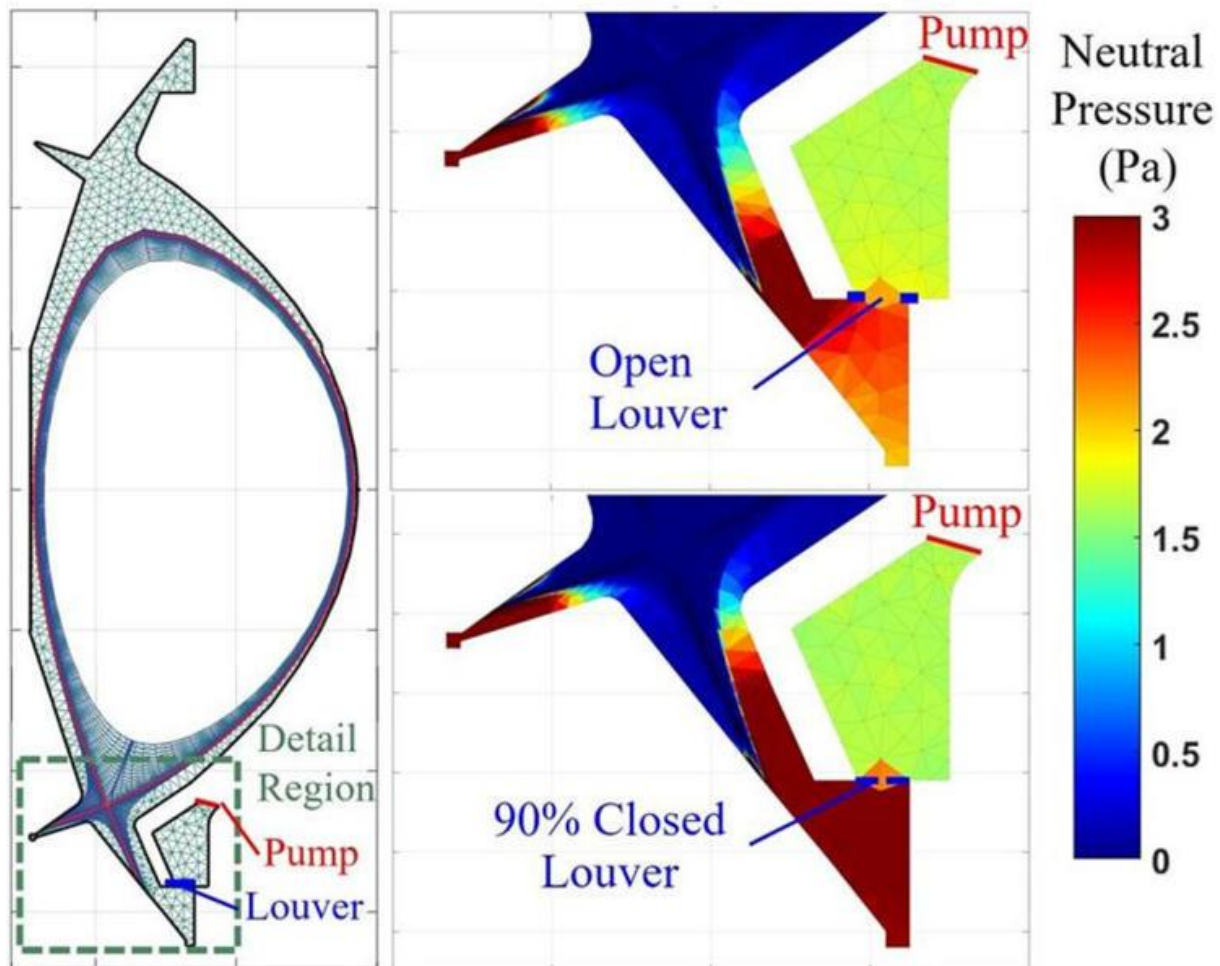 Detail
Region
Pump
Louver
Pump
Open
Louver
Pump
90% Closed
Louver
Neutral
Pressure
(Pa)
3
2.5
2
1.5
1
0.5
0